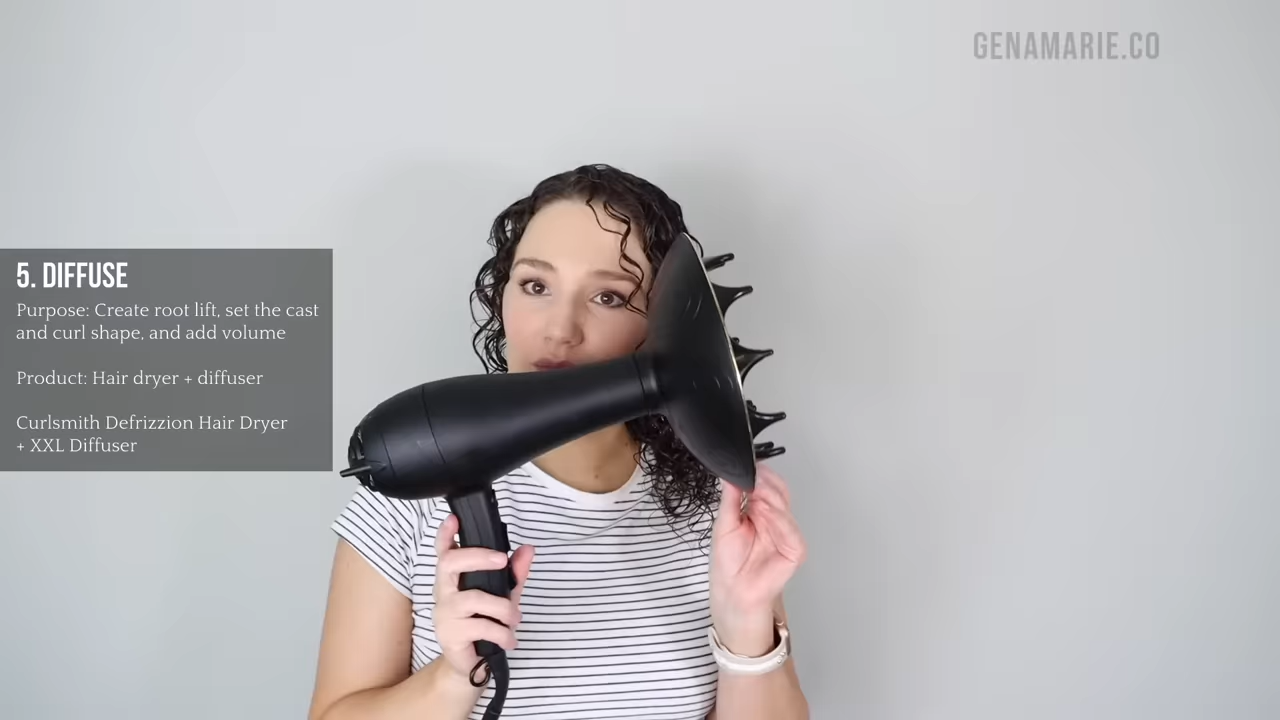 GENAMARIE.CO
5. DIFFUSE
Purpose: Create root lift, set the cast
and curl shape, and add volume
Product: Hair dryer + diffuser
Curlsmith Defrizzion Hair Dryer
+ XXL Diffuser